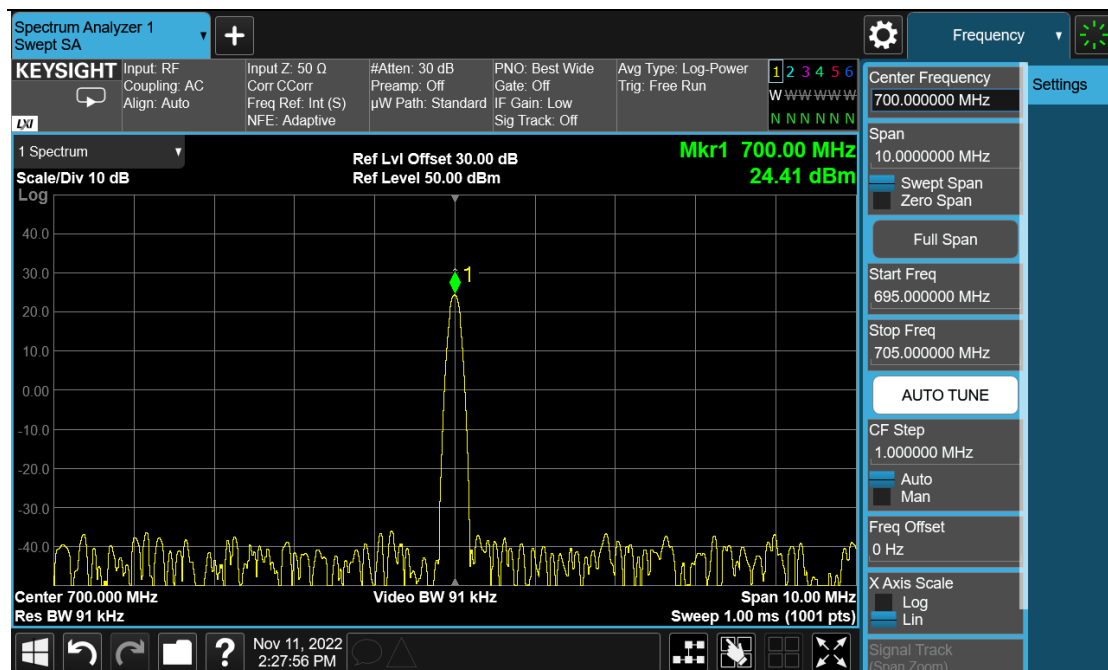 Spectrum Analyzer 1
Swept SA
+
Frequency
KEYSIGHT
LXI
Input: RF
Coupling: AC
Align: Auto
Input Z: 50 Ω
Corr CCorr
Freq Ref: Int (S)
NFE: Adaptive
#Atten: 30 dB
Preamp: Off
µW Path: Standard
PNO: Best Wide
Gate: Off
IF Gain: Low
Sig Track: Off
Avg Type: Log-Power
Trig: Free Run
1 2 3 4 5 6
W W W W W W
N N N N N N
1 Spectrum
Scale/Div 10 dB
Log
Ref Lvl Offset 30.00 dB
Ref Level 50.00 dBm
Mkr1 700.00 MHz
24.41 dBm
40.0
30.0
20.0
10.0
0.00
-10.0
-20.0
-30.0
-40.0
1
Center 700.000 MHz
Res BW 91 kHz
Video BW 91 kHz
Span 10.00 MHz
Sweep 1.00 ms (1001 pts)
Center Frequency
700.000000 MHz
Span
10.0000000 MHz
Swept Span
Zero Span
Full Span
Start Freq
695.000000 MHz
Stop Freq
705.000000 MHz
AUTO TUNE
CF Step
1.000000 MHz
Auto
Man
Freq Offset
0 Hz
X Axis Scale
Log
Lin
Signal Track
(Span Zoom)
Settings
?
Nov 11, 2022
2:27:56 PM